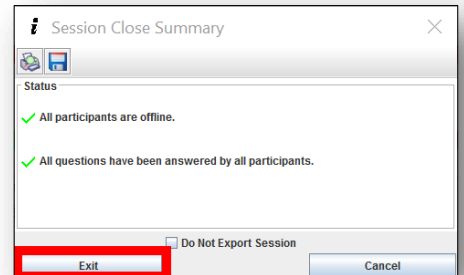 Session Close Summary
Status
All participants are offline.
All questions have been answered by all participants.
Do Not Export Session
Exit
Cancel